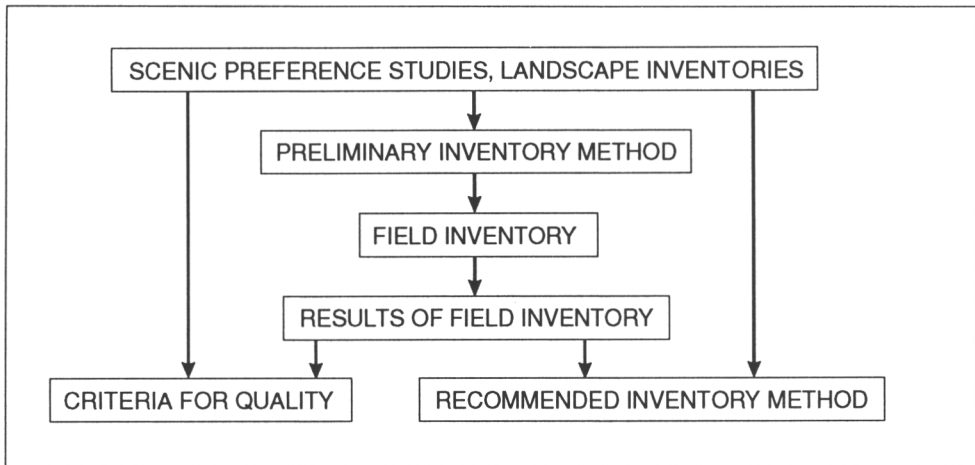 SCENIC PREFERENCE STUDIES, LANDSCAPE INVENTORIES
PRELIMINARY INVENTORY METHOD
FIELD INVENTORY
RESULTS OF FIELD INVENTORY
CRITERIA FOR QUALITY
RECOMMENDED INVENTORY METHOD